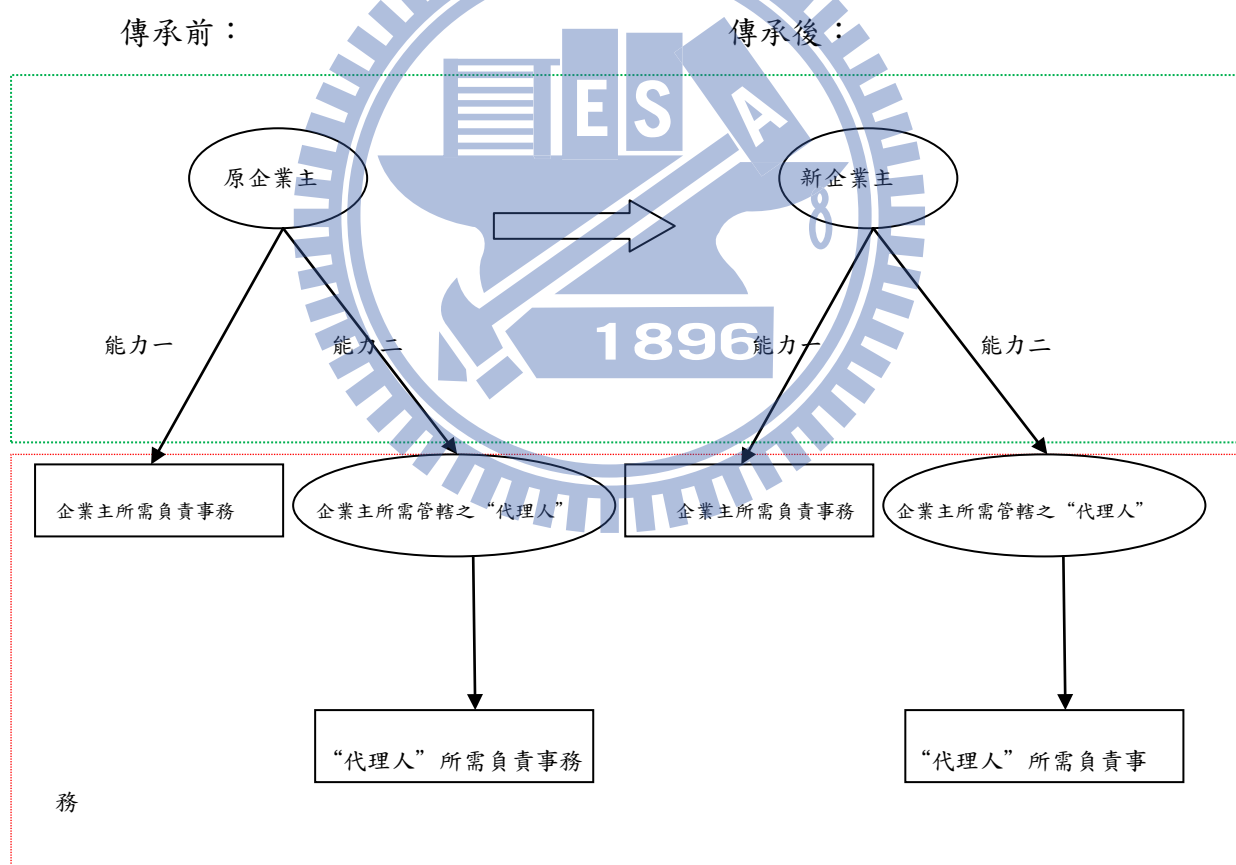 傳承前： 傳承後：
ESA
原企業主 新企業主
能力一 能力二 1896 能力一 能力二
企業主所需負責事務 企業主所需管轄之“代理人” 企業主所需負責事務 企業主所需管轄之“代理人”
“代理人”所需負責事務 “代理人”所需負責事
務